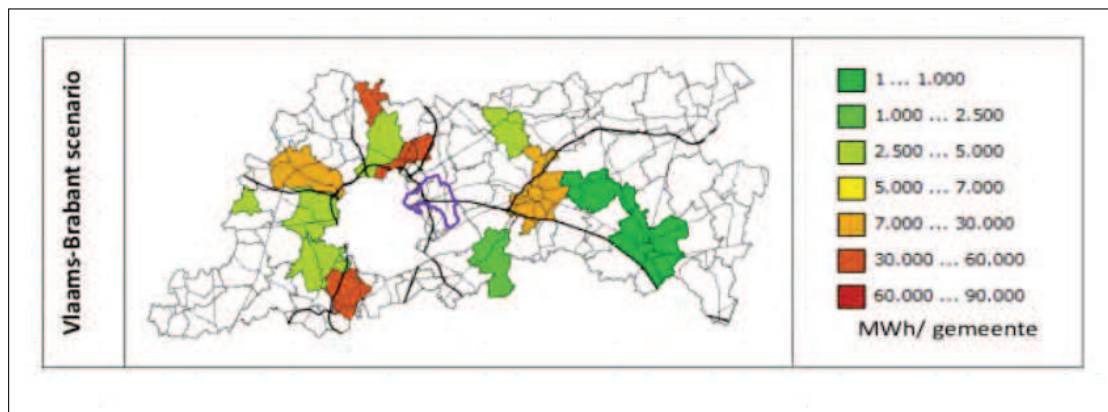 Vlaams-Brabant scenario
1 ... 1.000
1.000 ... 2.500
2.500 ... 5.000
5.000 ... 7.000
7.000 ... 30.000
30.000 ... 60.000
60.000 ... 90.000
MWh/ gemeente